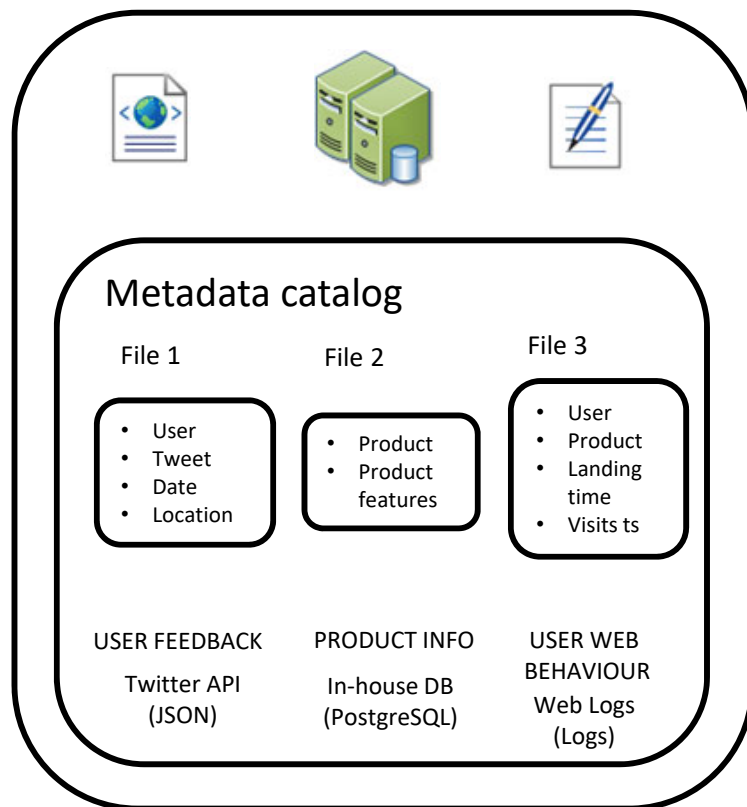 Metadata catalog
File 1
• User
• Tweet
• Date
• Location
USER FEEDBACK
Twitter API
(JSON)
File 2
• Product
• Product
features
PRODUCT INFO
In-house DB
(PostgreSQL)
File 3
• User
• Product
• Landing
time
• Visits ts
USER WEB
BEHAVIOUR
Web Logs
(Logs)